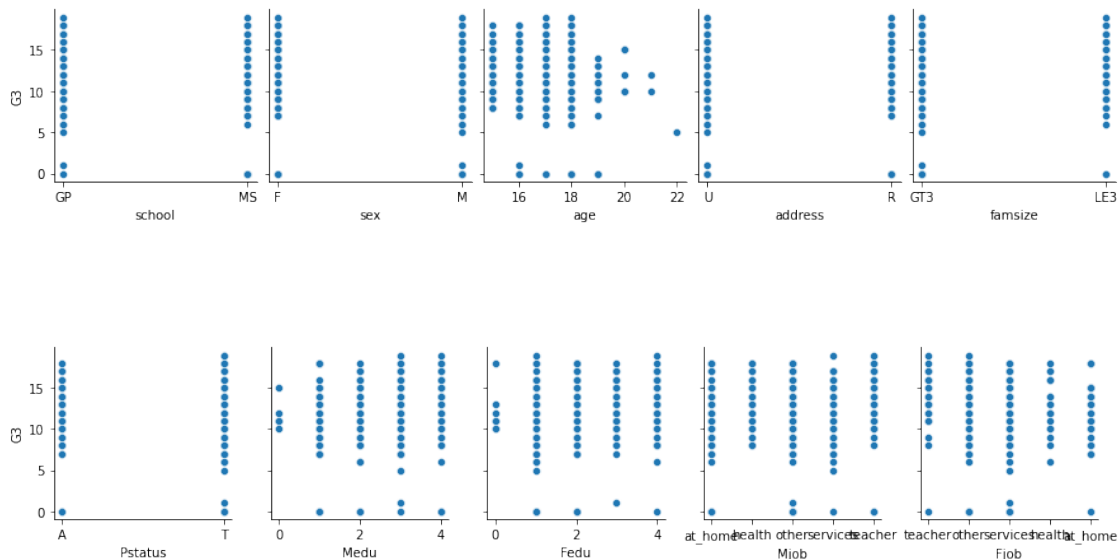 15
10
5
0
G3
GP MS
school
F M
sex
16 18 20 22
age
U R
address
GT3 LE3
famsize
15
10
5
0
G3
A T
Pstatus
0 2 4
Medu
0 2 4
Fedu
at_home health others services teacher
Mjob
teacher others services health at_home
Fjob